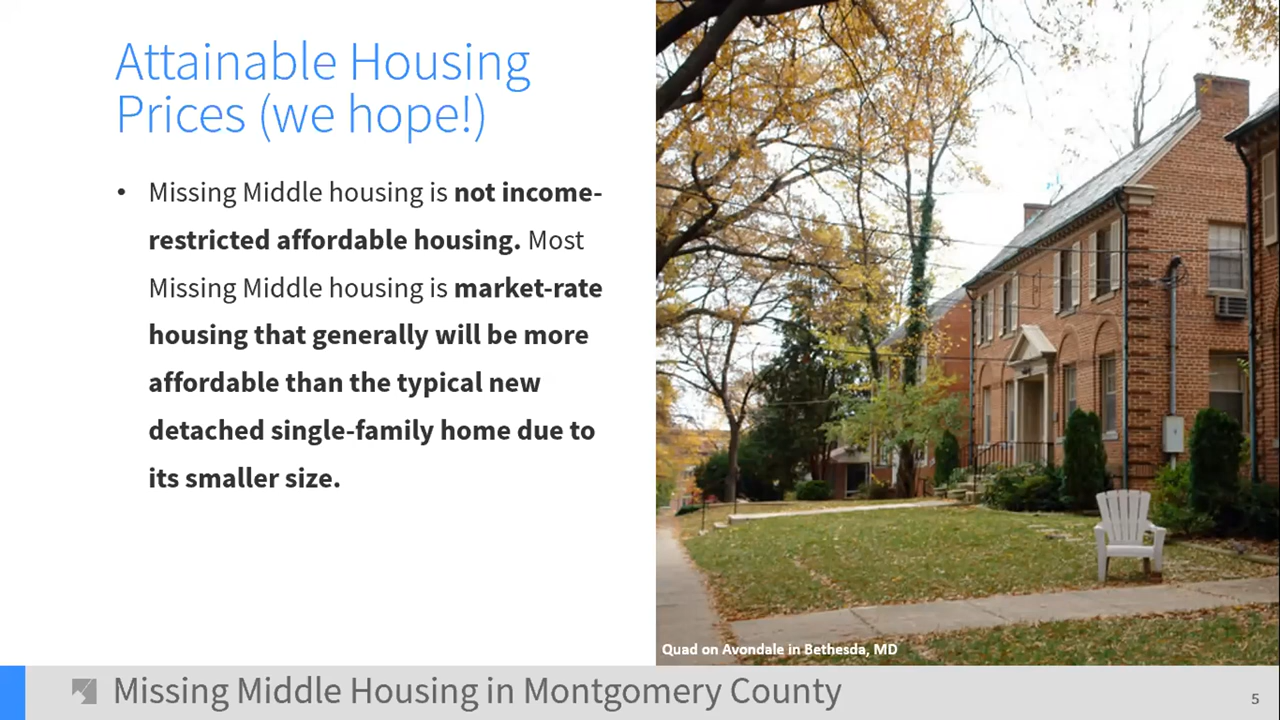 Attainable Housing
Prices (we hope!)
• Missing Middle housing is not income-
restricted affordable housing. Most
Missing Middle housing is market-rate
housing that generally will be more
affordable than the typical new
detached single-family home due to
its smaller size.
Quad on Avondale in Bethesda, MD
Missing Middle Housing in Montgomery County
5